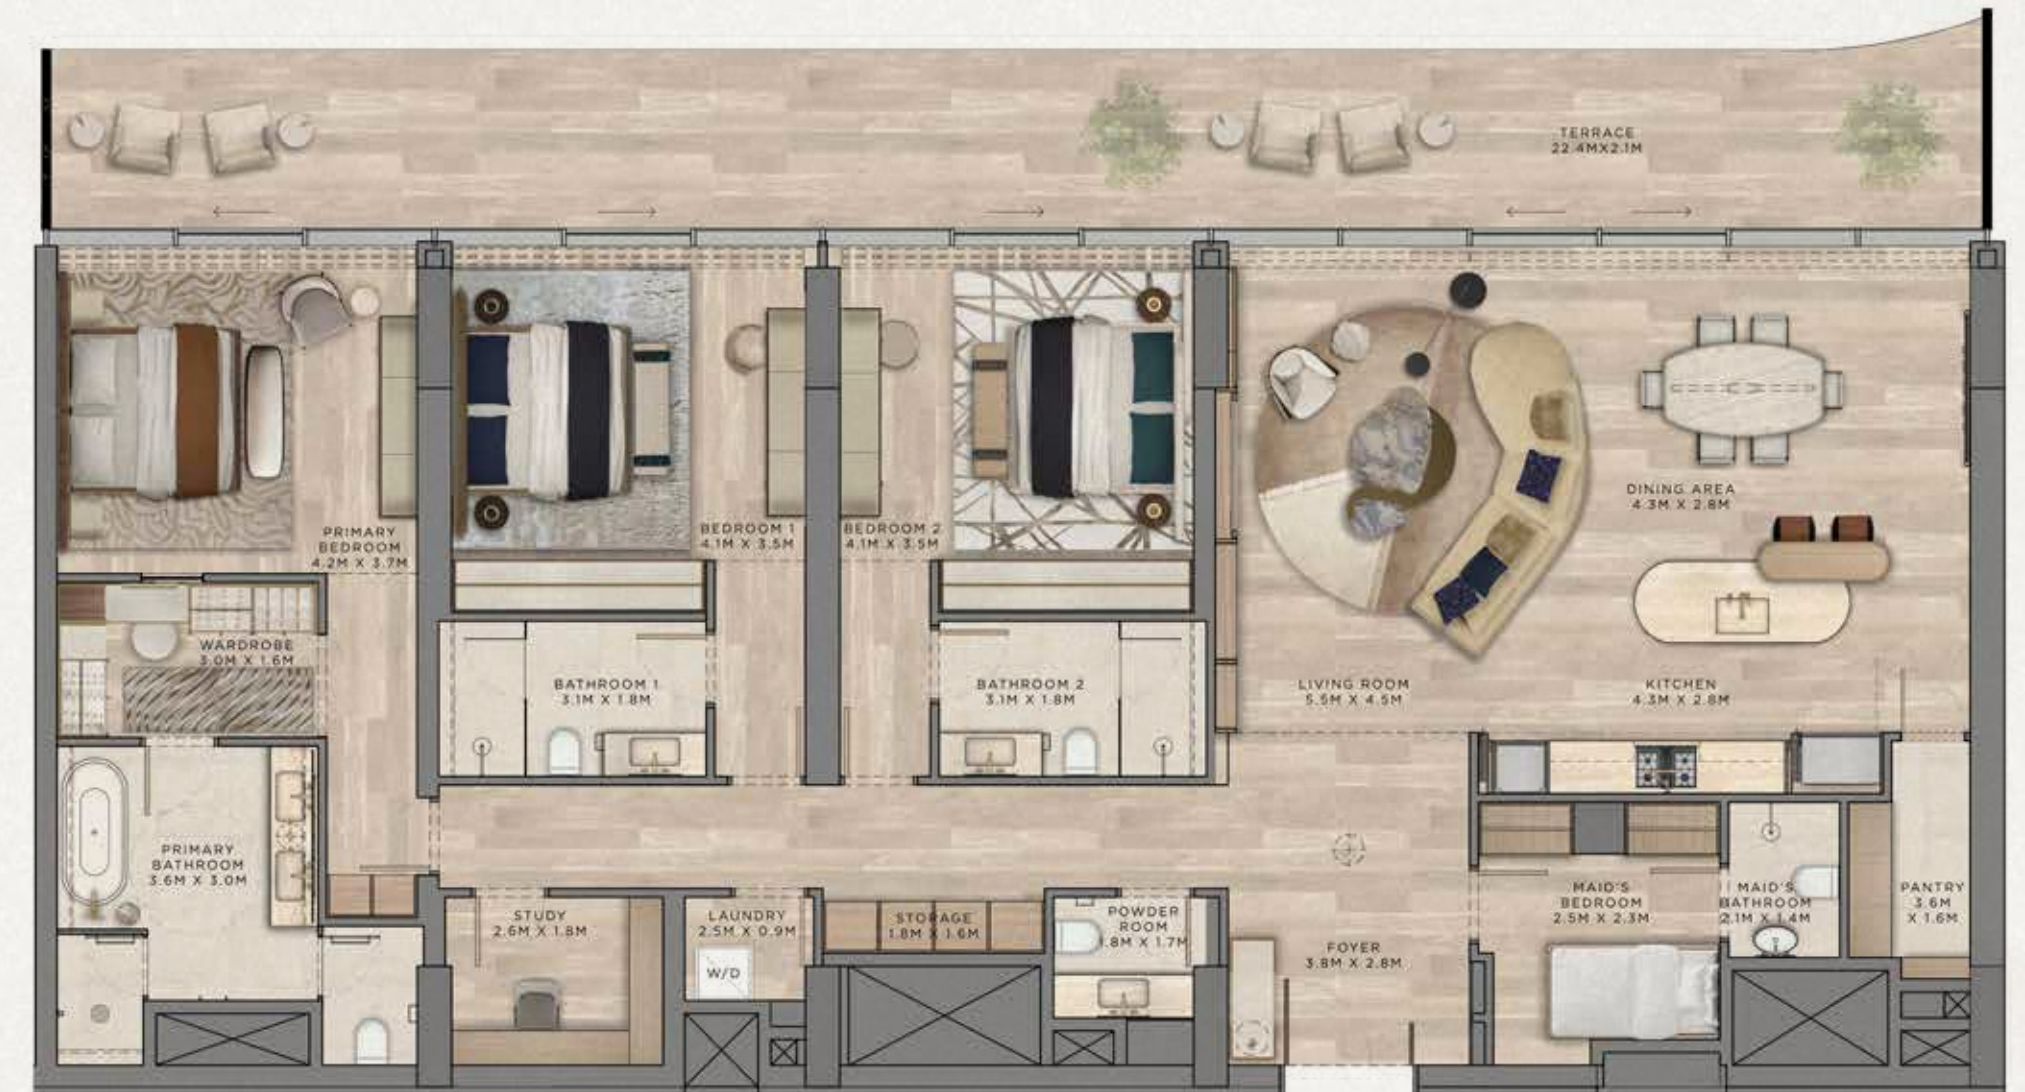 TERRACE
22.4MX2.1M
PRIMARY
BEDROOM
4.2M X 3.7M
BEDROOM 1
4.1M X 3.5M
BEDROOM 2
4.1M X 3.5M
DINING AREA
4.3M X 2.8M
WARDROBE
3.0M X 1.6M
BATHROOM 1
3.1M X 1.8M
BATHROOM 2
3.1M X 1.8M
LIVING ROOM
5.5M X 4.5M
KITCHEN
4.3M X 2.8M
PRIMARY
BATHROOM
3.6M X 3.0M
STUDY
2.6M X 1.8M
LAUNDRY
2.5M X 0.9M
W/D
STORAGE
1.8M X 1.6M
POWDER
ROOM
1.8M X 1.7M
FOYER
3.8M X 2.8M
MAID'S
BEDROOM
2.5M X 2.3M
MAID'S
BATHROOM
2.1M X 1.4M
PANTRY
3.6M
X 1.6M